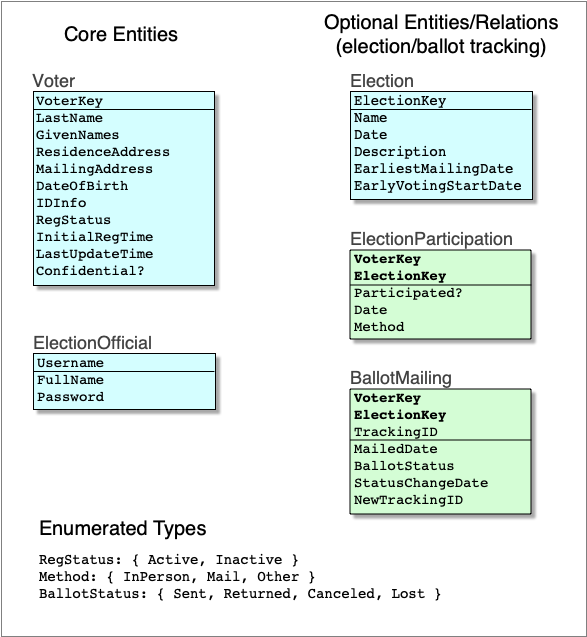 Core Entities
Voter
VoterKey
LastName
GivenNames
ResidenceAddress
MailingAddress
DateOfBirth
IDInfo
RegStatus
InitialRegTime
LastUpdateTime
Confidential?
ElectionOfficial
Username
FullName
Password
Optional Entities/Relations
(election/ballot tracking)
Election
ElectionKey
Name
Date
Description
EarliestMailingDate
EarlyVotingStartDate
ElectionParticipation
VoterKey
ElectionKey
Participated?
Date
Method
BallotMailing
VoterKey
ElectionKey
TrackingID
MailedDate
BallotStatus
StatusChangeDate
NewTrackingID
Enumerated Types
RegStatus: { Active, Inactive }
Method: { InPerson, Mail, Other }
BallotStatus: { Sent, Returned, Canceled, Lost }